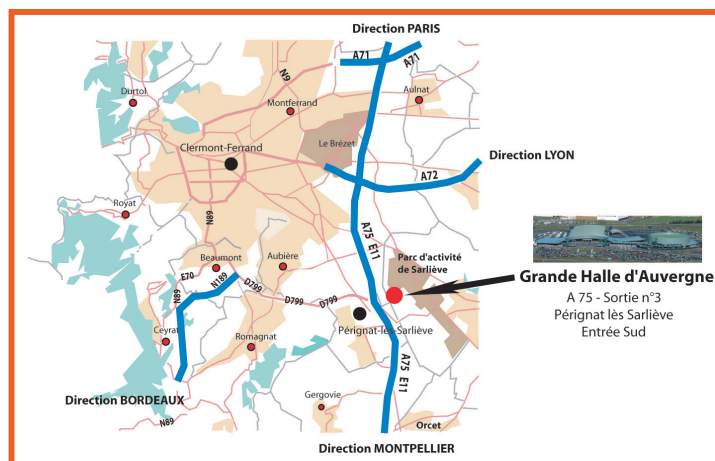 Direction PARIS
A71
A71
N9
Durtol
Montferrand
Aulnat
Le Brézet
Clermont-Ferrand
Direction LYON
A72
Royat
N89
A75 E11
Beaumont
Aubière
Parc d'activité
de Sarliève
E70
N189
N89
D799
D799
D799
Grande Halle d'Auvergne
A 75 - Sortie n°3
Pérignat lès Sarliève
Entrée Sud
Ceyrat
Romagnat
Pérignat-lès-Sarliève
A75 E11
Direction BORDEAUX
Gergovie
N89
Orcet
Direction MONTPELLIER